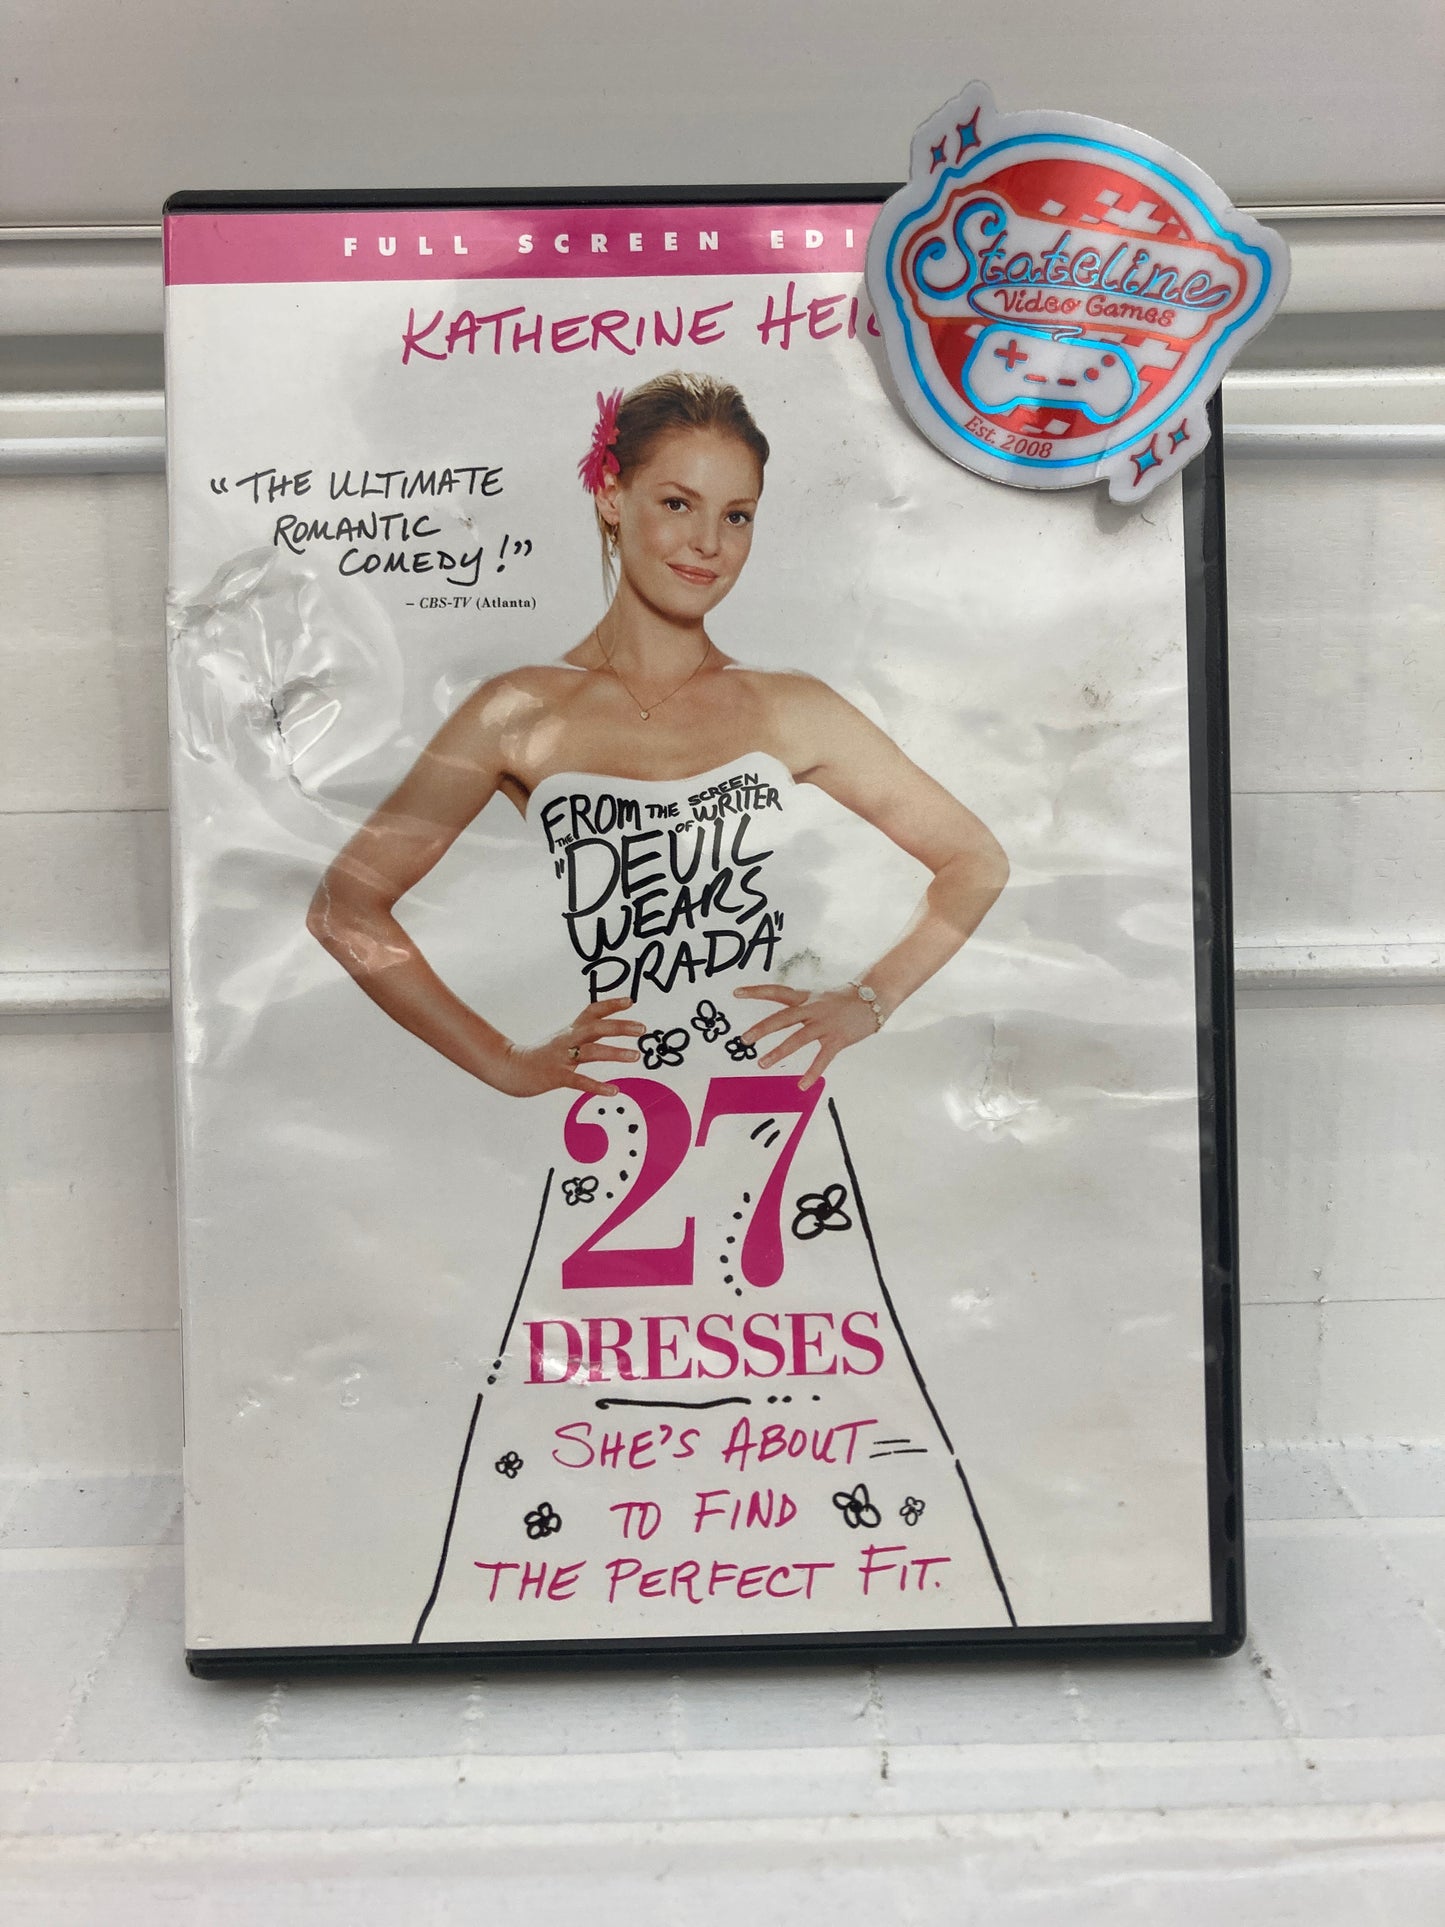 FULL SCREEN EDI
KATHERINE HEI
Stateline
Video Games
Est. 2008
"THE ULTIMATE
ROMANTIC
COMEDY!"
– CBS-TV (Atlanta)
FROM THE SCREEN
WRITER
OF
THE
"DEVIL
WEARS
PRADA"
27
DRESSES
SHE'S ABOUT
TO FIND
THE PERFECT FIT.